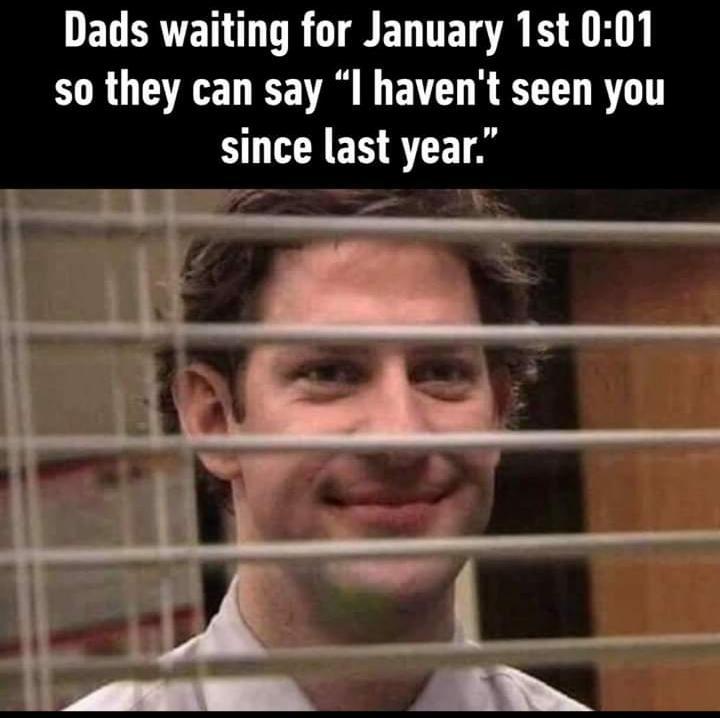 Dads waiting for January 1st 0:01
so they can say “I haven't seen you
since last year.”